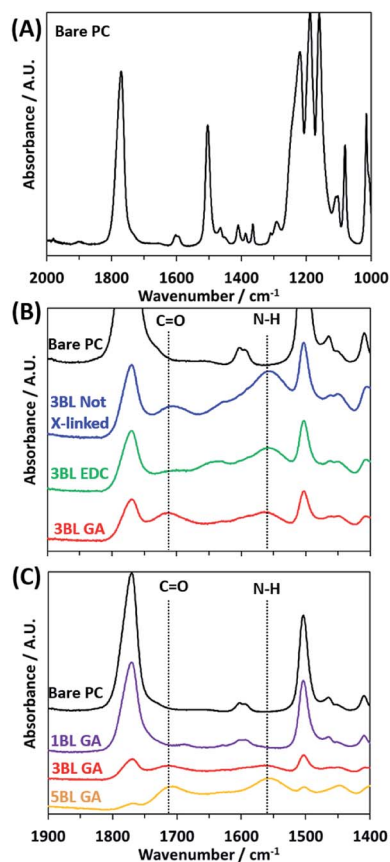 (A)
Bare PC
Absorbance / A.U.
2000 1800 1600 1400 1200 1000
Wavenumber / cm-1
(B)
C=O N-H
Bare PC
3BL Not
X-linked
3BL EDC
3BL GA
Absorbance / A.U.
(C)
C=O N-H
Bare PC
1BL GA
3BL GA
5BL GA
Absorbance / A.U.
1900 1800 1700 1600 1500 1400
Wavenumber / cm-1